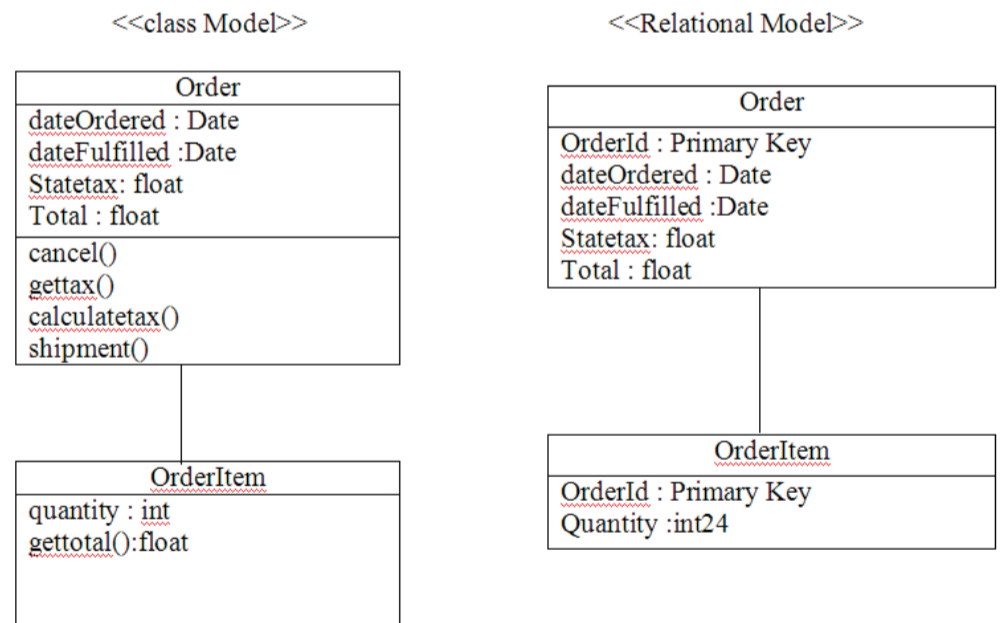 <<class Model>>
Order
dateOrdered : Date
dateFulfilled :Date
Statetax: float
Total : float
cancel()
gettax()
calculatetax()
shipment()
OrderItem
quantity : int
gettotal():float
<<Relational Model>>
Order
OrderId : Primary Key
dateOrdered : Date
dateFulfilled :Date
Statetax: float
Total : float
OrderItem
OrderId : Primary Key
Quantity :int24